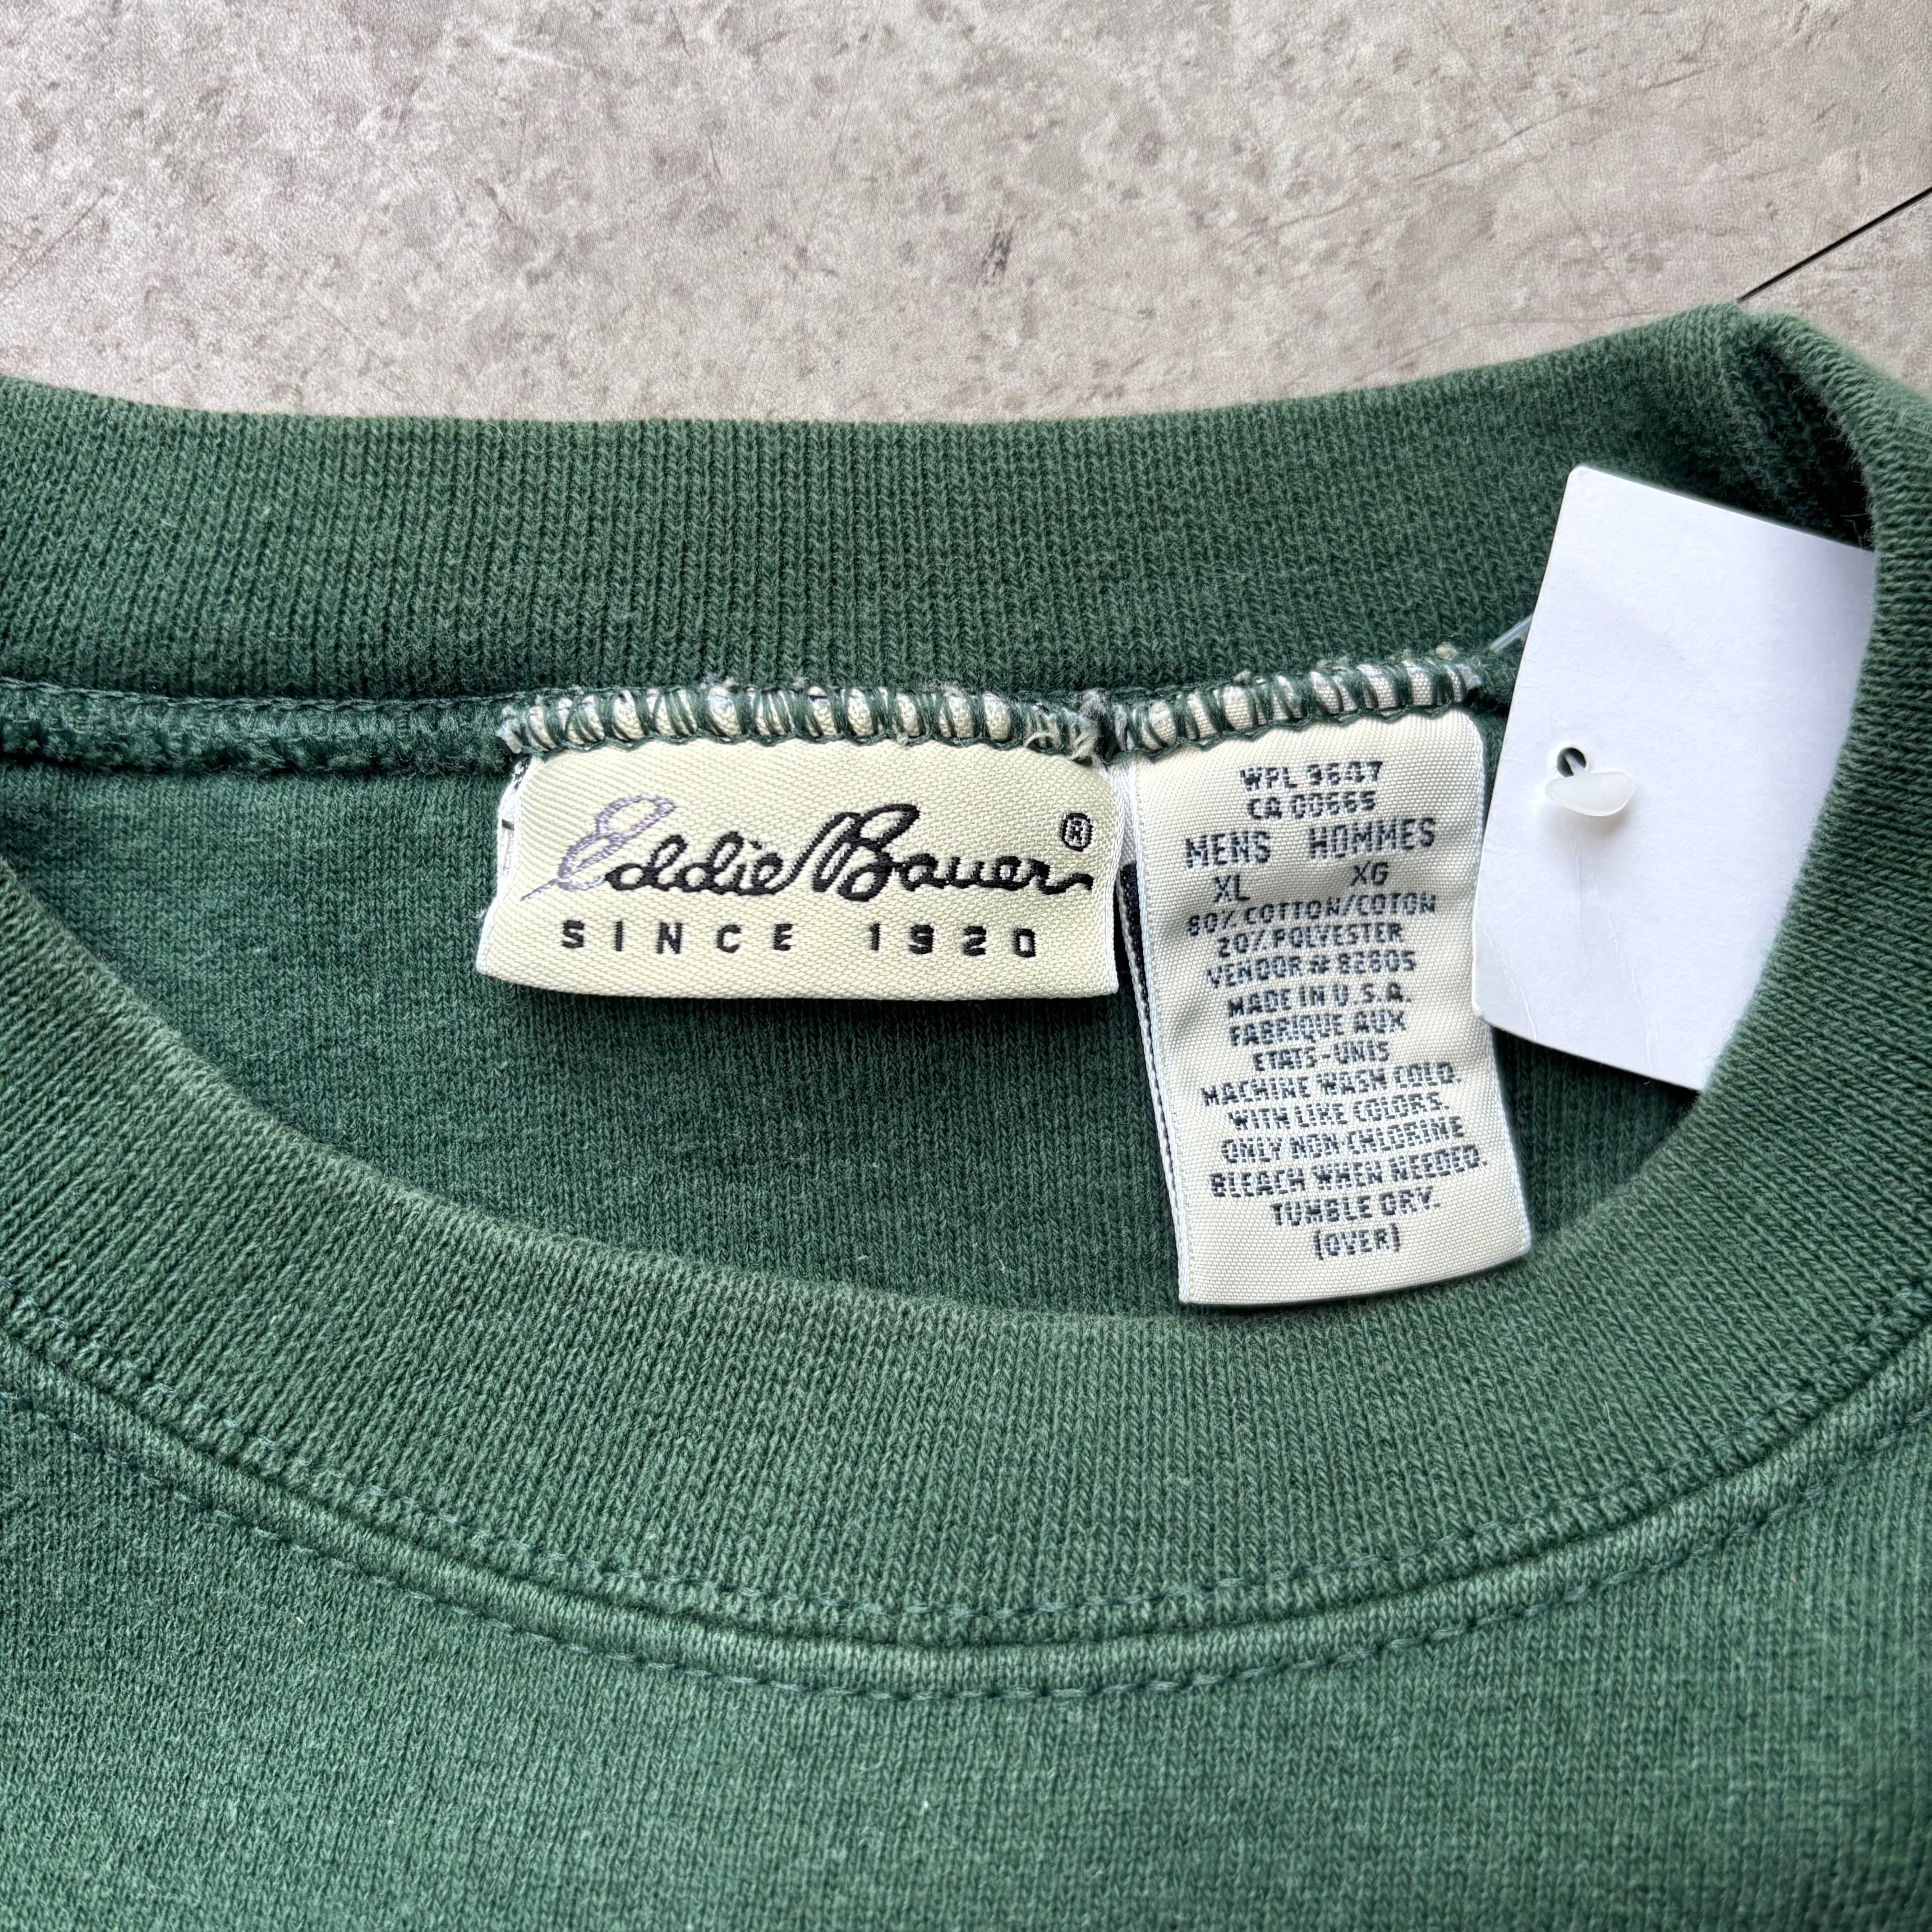 Eddie Bauer®
SINCE 1920
WPL 9647
CA 00665
MENS HOMMES
XL XG
80% COTTON/COTON
20% POLYESTER
VENDOR # 92605
MADE IN U.S.A.
FABRIQUE AUX
ETATS-UNIS
MACHINE WASH COLD.
WITH LIKE COLORS.
ONLY NON-CHLORINE
BLEACH WHEN NEEDED.
TUMBLE DRY.
(OVER)